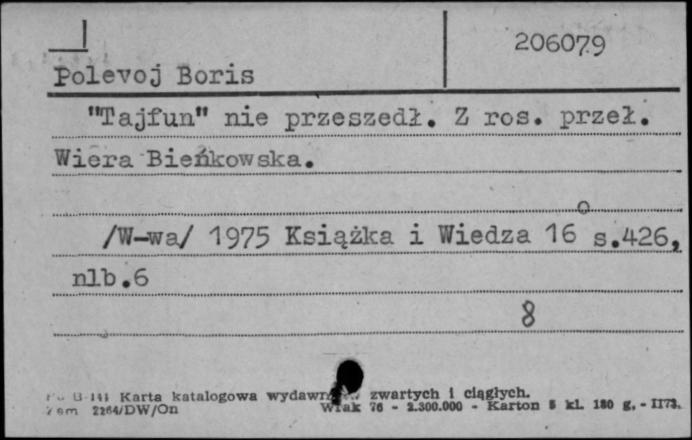 206079
Polevoj Boris
"Tajfun" nie przeszedł. Z ros. przeł.
Wiera Bieńkowska.
/W-wa/ 1975 Książka i Wiedza 16° s.426,
nlb.6
8
Karta katalogowa zwartych i ciągłych.
2264/DW/On Wrak 76 - 2.300.000 - Karton 5 kl. 180 g. - II73.